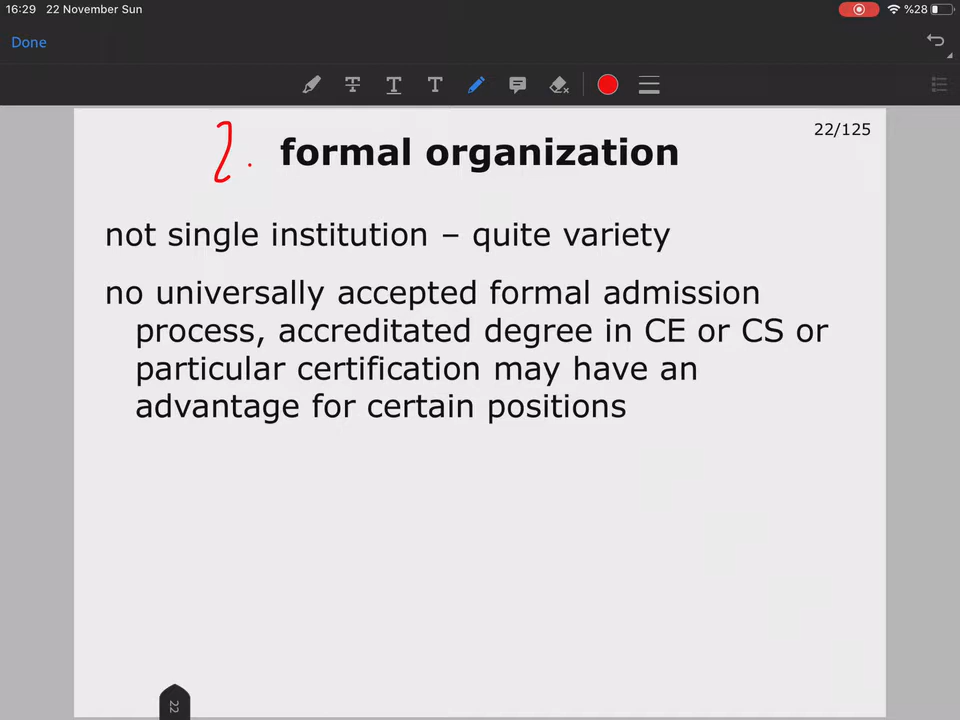 16:29 22 November Sun %28
Done
22/125
2. formal organization
not single institution – quite variety
no universally accepted formal admission
process, accreditated degree in CE or CS or
particular certification may have an
advantage for certain positions
22